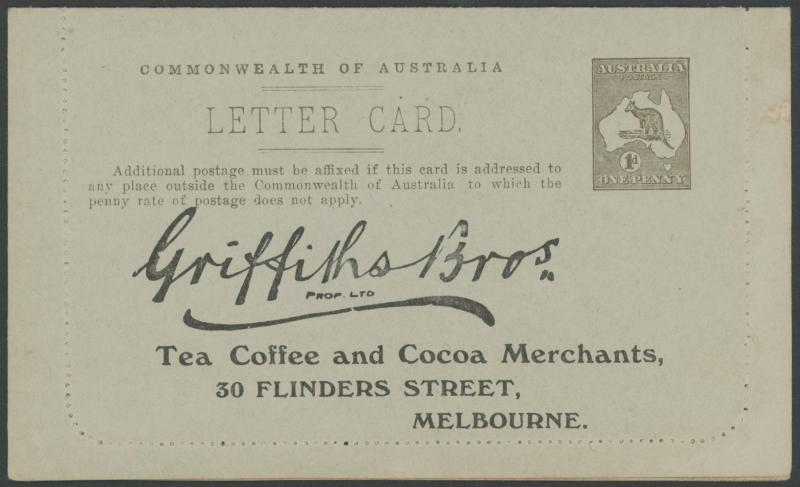 COMMONWEALTH OF AUSTRALIA
LETTER CARD.
Additional postage must be affixed if this card is addressed to
any place outside the Commonwealth of Australia to which the
penny rate of postage does not apply.
AUSTRALIA
POSTAGE
1d
ONE PENNY
Griffiths Bros.
PROP. LTD
Tea Coffee and Cocoa Merchants,
30 FLINDERS STREET,
MELBOURNE.